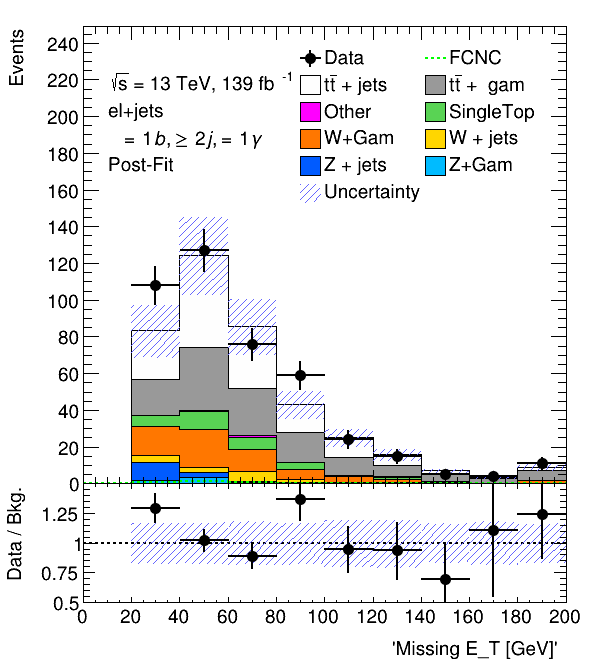 Events
240
220
200
180
160
140
120
100
80
60
40
20
0
√s = 13 TeV, 139 fb⁻¹
el+jets
= 1b, ≥ 2j, = 1γ
Post-Fit
Data
FCNC
tt̄ + jets
tt̄ + gam
Other
SingleTop
W+Gam
W + jets
Z + jets
Z+Gam
Uncertainty
Data / Bkg.
1.25
1
0.75
0.5
0 20 40 60 80 100 120 140 160 180 200
'Missing E_T [GeV]'